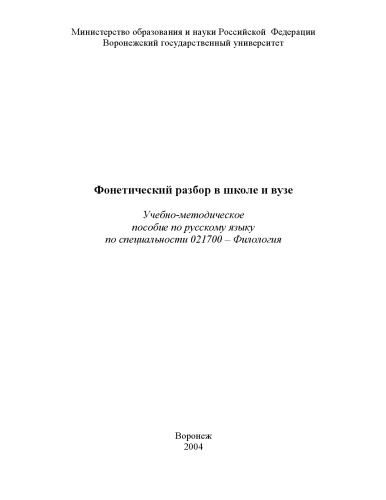 Министерство образования и науки Российской Федерации
Воронежский государственный университет
Фонетический разбор в школе и вузе
Учебно-методическое
пособие по русскому языку
по специальности 021700 – Филология
Воронеж
2004